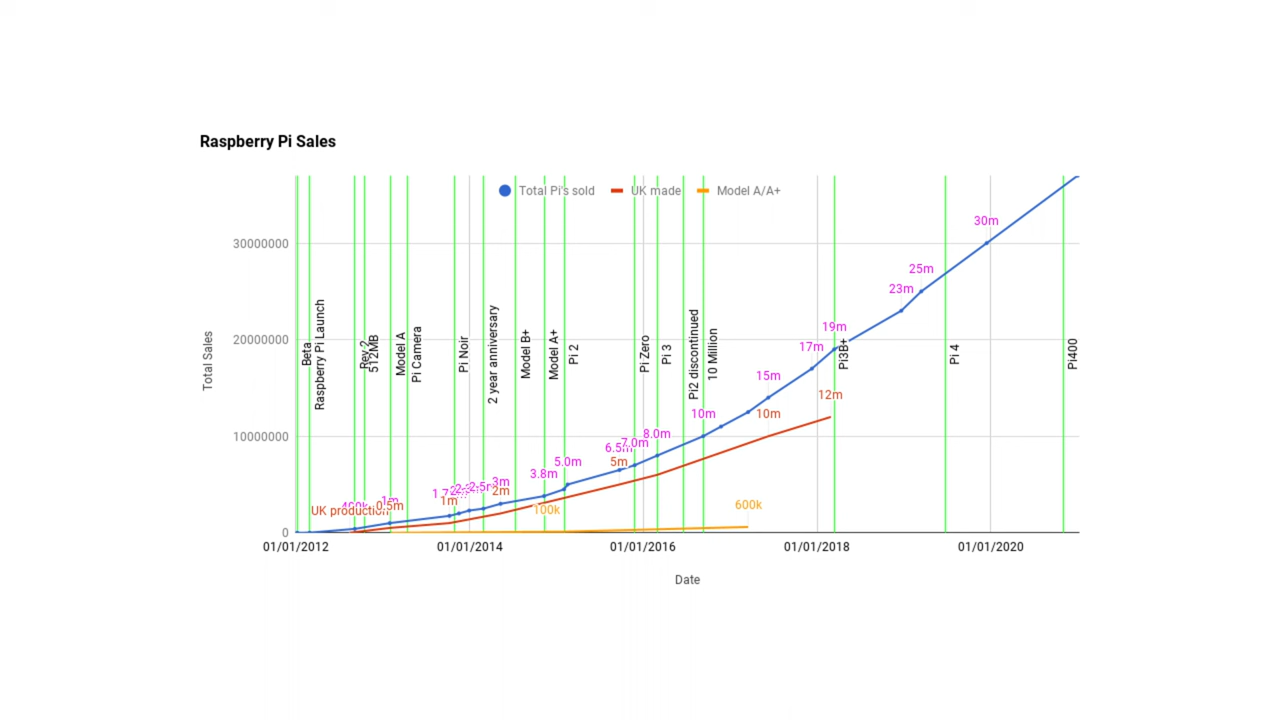 Raspberry Pi Sales
Total Pi's sold
UK made
Model A/A+
Total Sales
30000000
20000000
10000000
0
Beta
Raspberry Pi Launch
Rev 2
512MB
Model A
Pi Camera
Pi Noir
2 year anniversary
Model B+
Model A+
Pi 2
Pi Zero
Pi 3
Pi2 discontinued
10 Million
Pi3B+
Pi 4
Pi400
UK production
1m
0.5m
1m
2.5m
3m
2m
3.8m
100k
5.0m
6.5m
5m
7.0m
8.0m
10m
600k
15m
10m
17m
19m
12m
23m
25m
30m
01/01/2012
01/01/2014
01/01/2016
01/01/2018
01/01/2020
Date